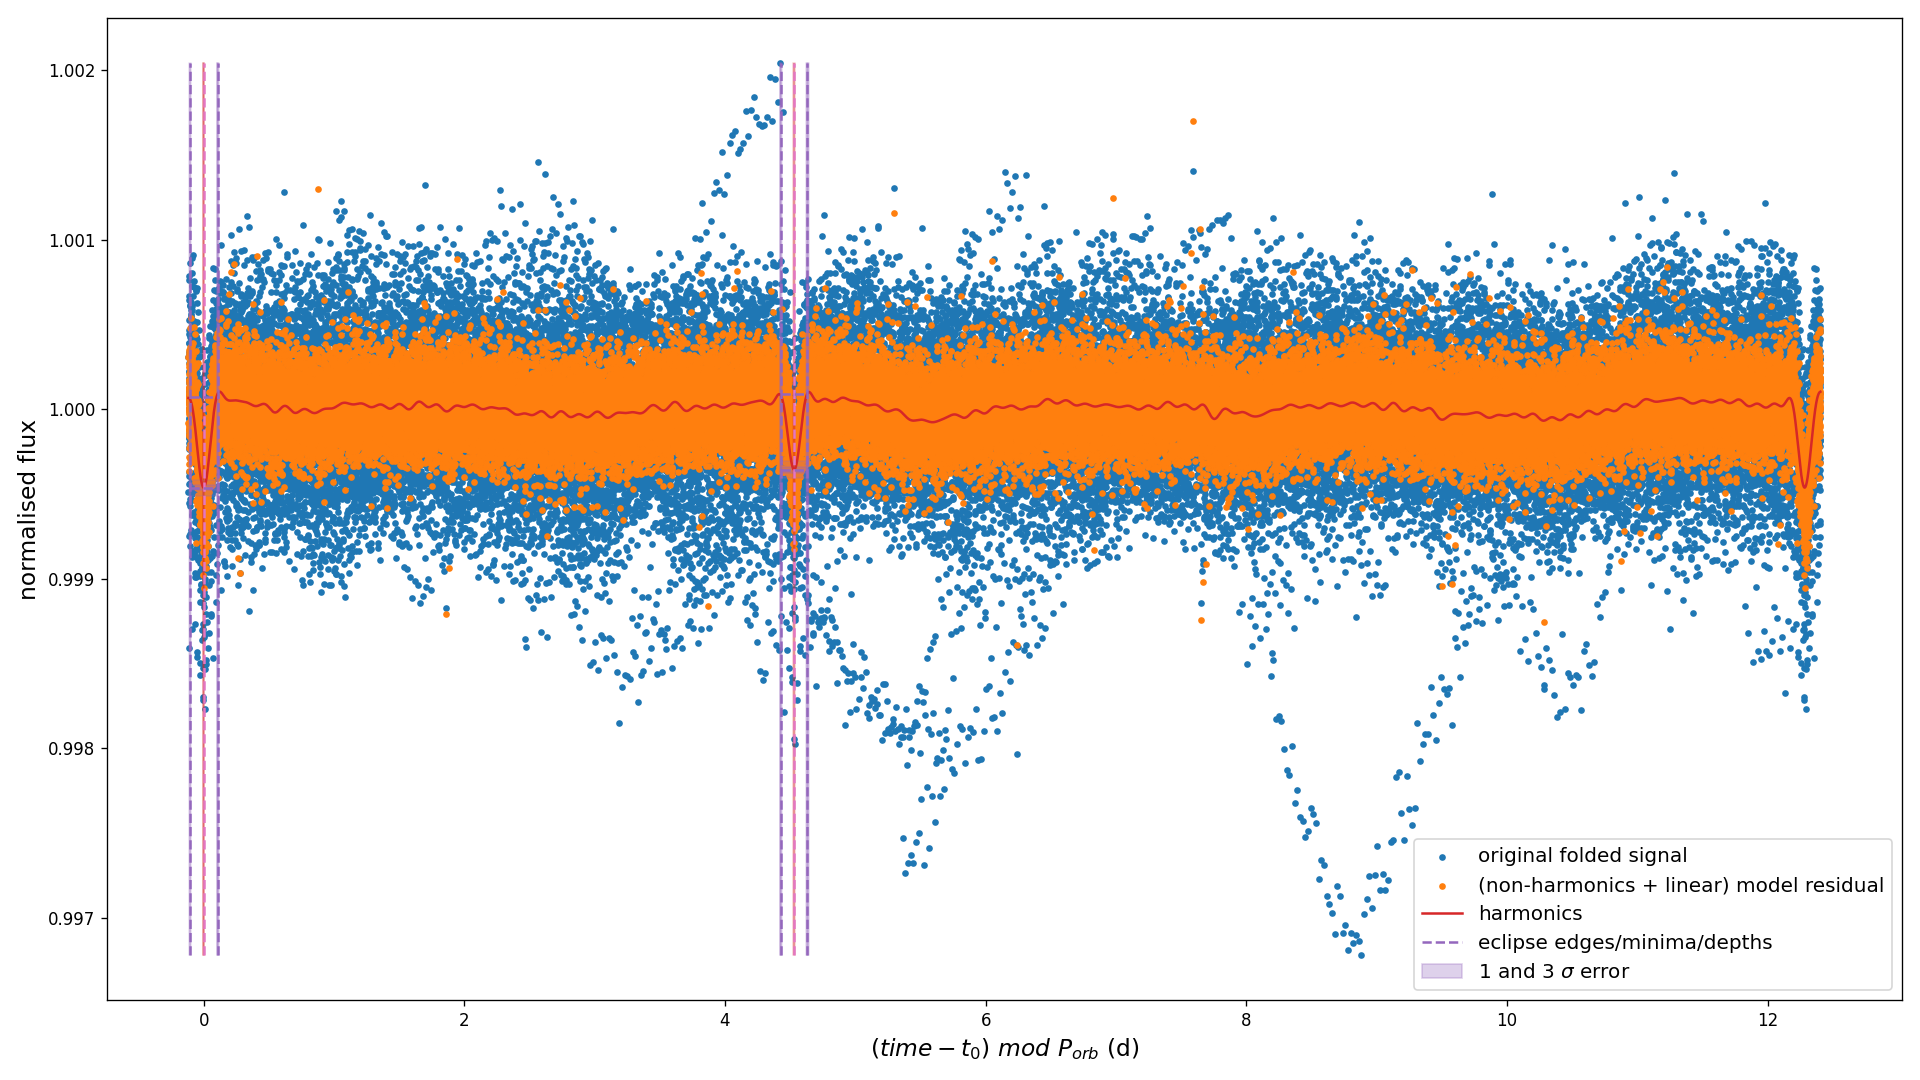 1.002
1.001
1.000
0.999
0.998
0.997
normalised flux
original folded signal
(non-harmonics + linear) model residual
harmonics
eclipse edges/minima/depths
1 and 3 σ error
0 2 4 6 8 10 12
(time − t₀) mod Pₒᵣb (d)